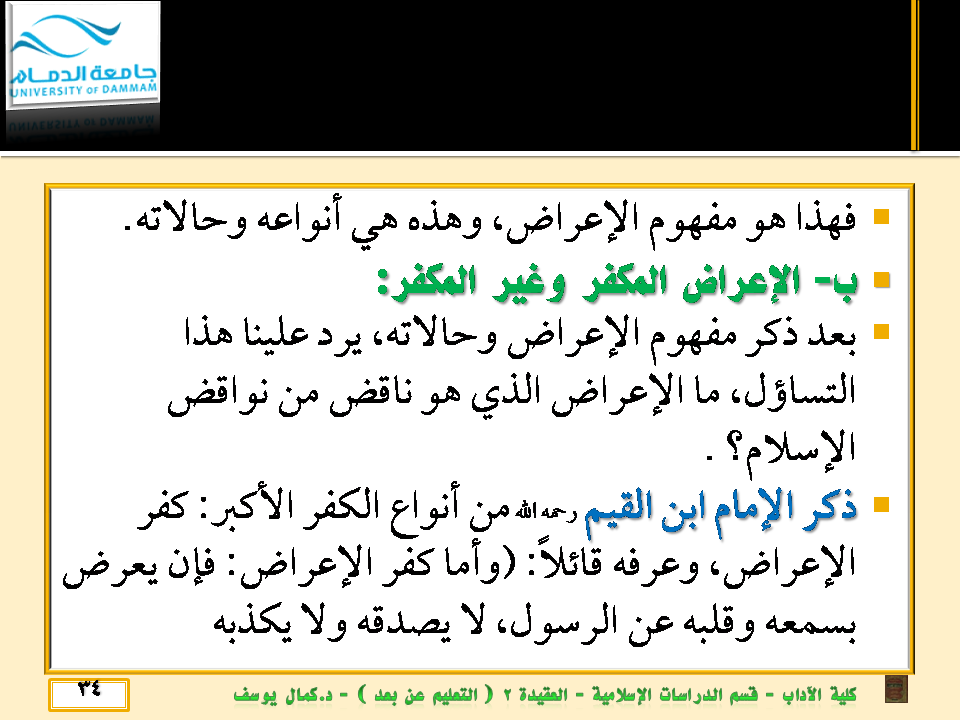 جامعة الدمام
UNIVERSITY OF DAMMAM
فهذا هو مفهوم الإعراض، وهذه هي أنواعه وحالاته.
ب- الإعراض المكفر وغير المكفر:
بعد ذكر مفهوم الإعراض وحالاته، يرد علينا هذا
التساؤل، ما الإعراض الذي هو ناقض من نواقض
الإسلام؟ .
ذكر الإمام ابن القيم رحمه الله من أنواع الكفر الأكبر: كفر
الإعراض، وعرفه قائلاً: (وأما كفر الإعراض: فإن يعرض
بسمعه وقلبه عن الرسول، لا يصدقه ولا يكذبه
كلية الآداب - قسم الدراسات الإسلامية - العقيدة ٢ ( التعليم عن بعد ) - د.كمال يوسف
٣٤